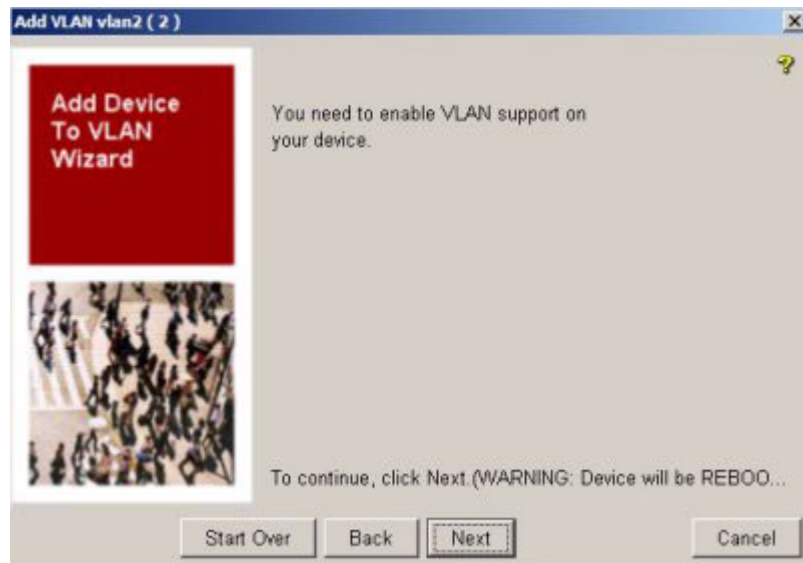 Add VLAN vlan2 ( 2 )
Add Device
To VLAN
Wizard
You need to enable VLAN support on
your device.
To continue, click Next.(WARNING: Device will be REBOO...
Start Over
Back
Next
Cancel